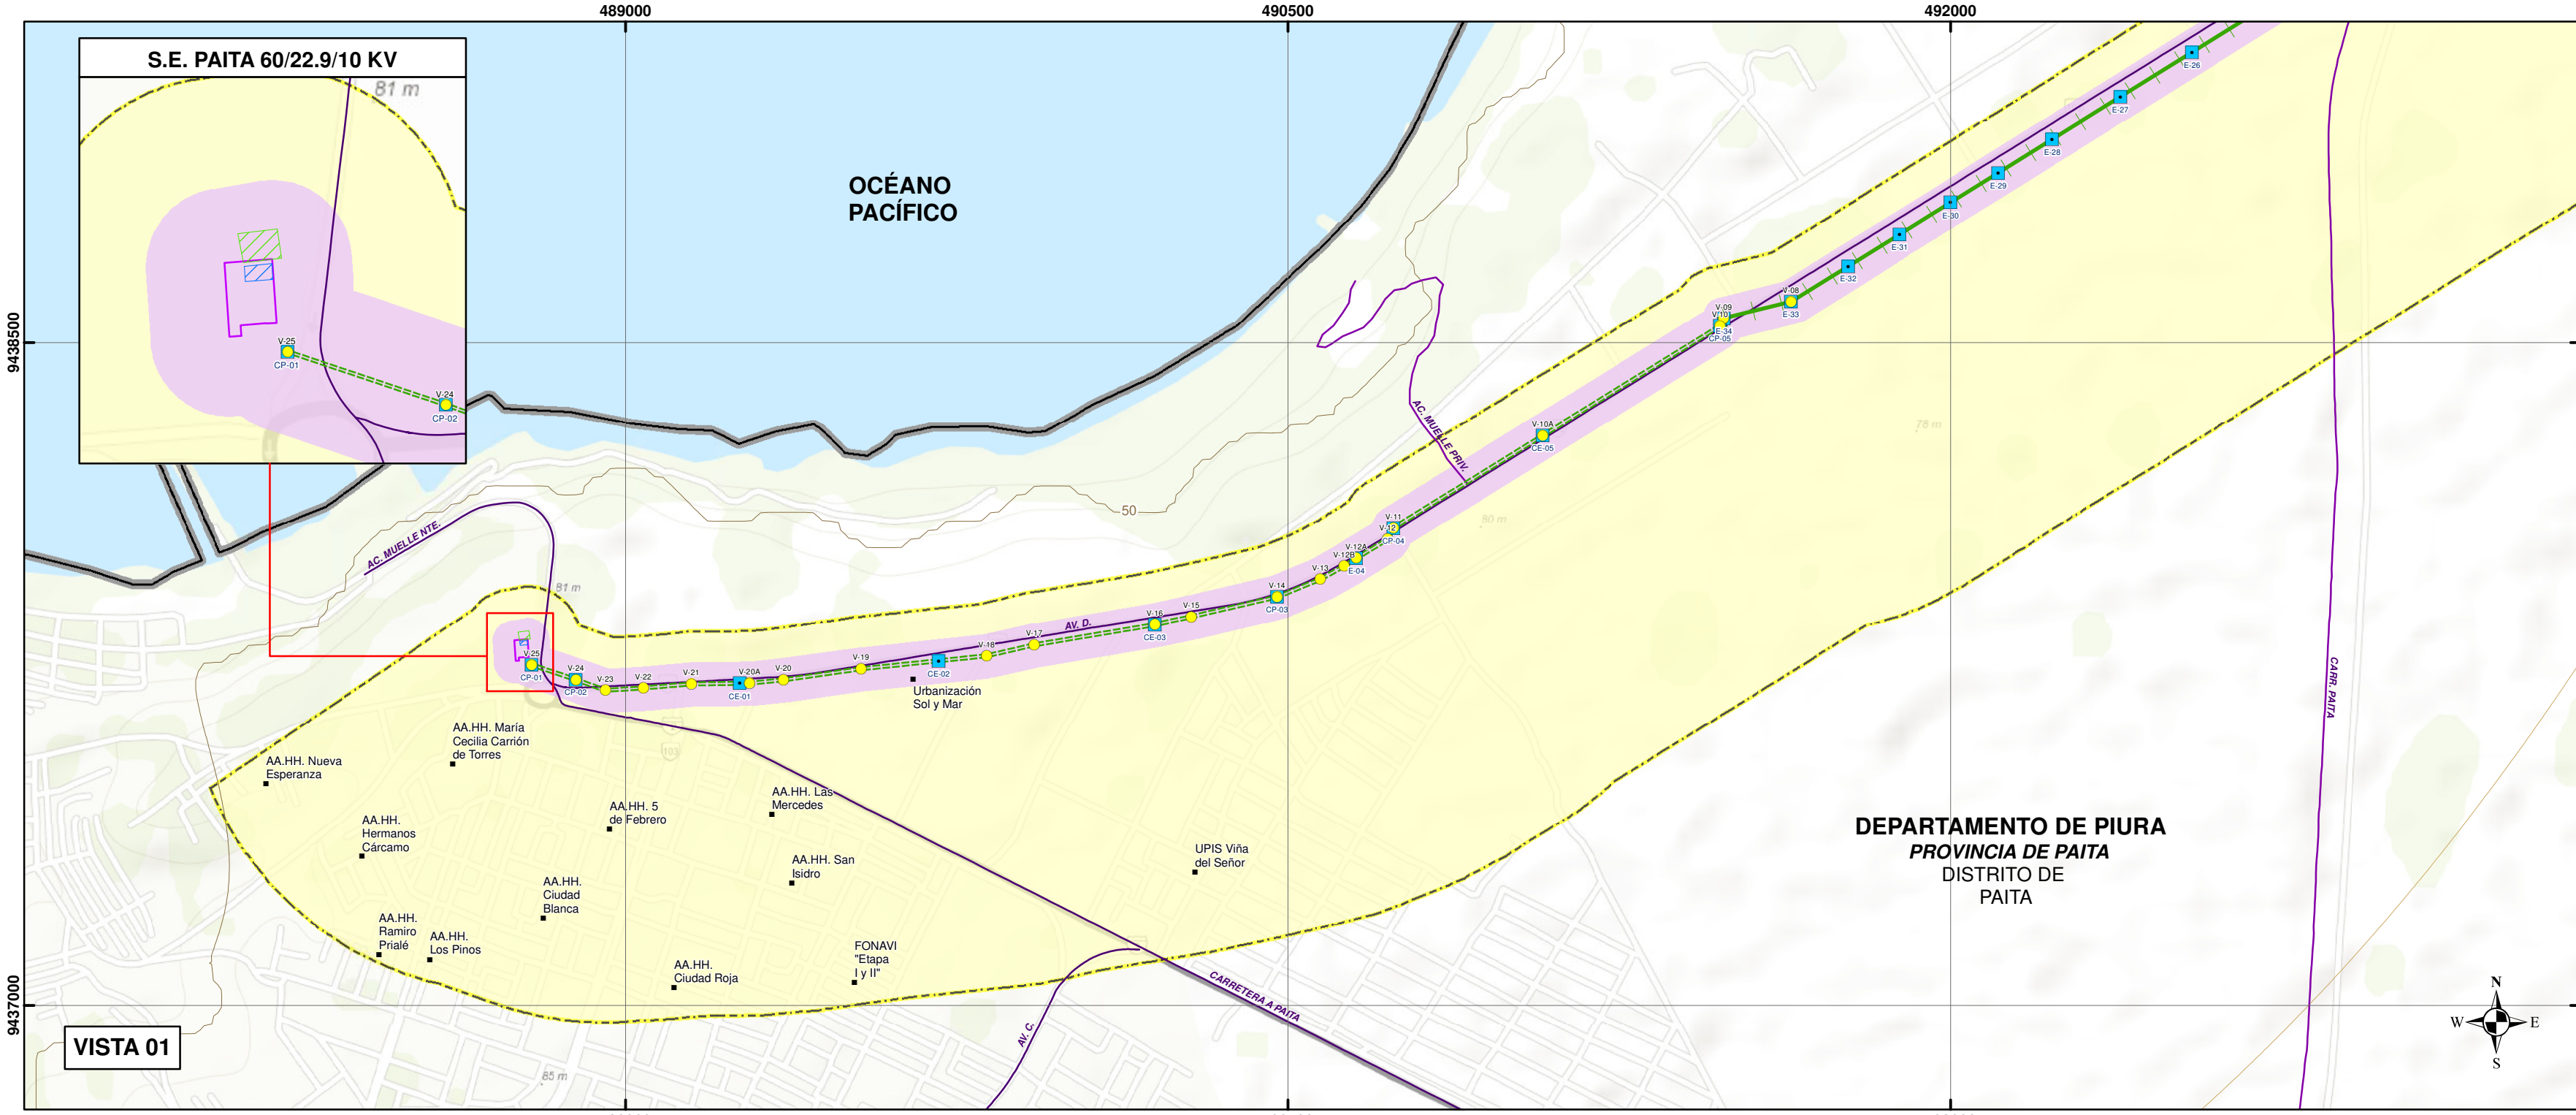 489000
490500
492000
S.E. PAITA 60/22.9/10 KV
81 m
V-25
CP-01
V-24
CP-02
OCÉANO
PACÍFICO
9438500
9437000
E-26
E-27
E-28
E-29
E-30
E-31
E-32
V-08
E-33
V-09
E-34
CP-05
V-10A
CE-05
AC. MUELLE PRIV.
78 m
80 m
V-11
V-12
CP-04
V-12A
V-12B
E-04
V-13
V-14
CP-03
V-15
V-16
CE-03
V-17
AV. D.
V-18
CE-02
V-19
V-20
V-20A
CE-01
V-21
V-22
V-23
V-24
CP-02
V-25
CP-01
50
AC. MUELLE NTE.
81 m
103
Urbanización
Sol y Mar
AA.HH. María
Cecilia Carrión
de Torres
AA.HH. Nueva
Esperanza
AA.HH.
Hermanos
Cárcamo
AA.HH. 5
de Febrero
AA.HH. Las
Mercedes
AA.HH. San
Isidro
AA.HH.
Ciudad
Blanca
AA.HH.
Ramiro
Prialé
AA.HH.
Los Pinos
AA.HH.
Ciudad Roja
FONAVI
"Etapa
I y II"
UPIS Viña
del Señor
CARRETERA A PAITA
AV. C.
CARR. PAITA
DEPARTAMENTO DE PIURA
PROVINCIA DE PAITA
DISTRITO DE
PAITA
85 m
VISTA 01
N
W
E
S